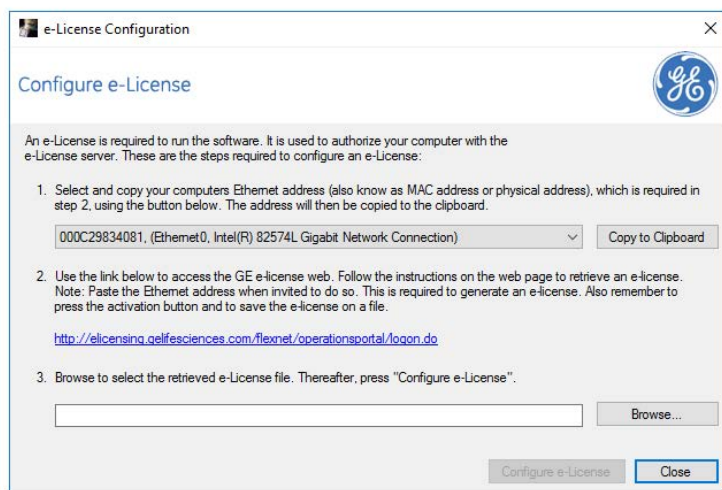 e-License Configuration
Configure e-License
An e-License is required to run the software. It is used to authorize your computer with the
e-License server. These are the steps required to configure an e-License:
1. Select and copy your computers Ethernet address (also know as MAC address or physical address), which is required in
step 2, using the button below. The address will then be copied to the clipboard.
000C29834081, (Ethernet0, Intel(R) 82574L Gigabit Network Connection)
Copy to Clipboard
2. Use the link below to access the GE e-license web. Follow the instructions on the web page to retrieve an e-license.
Note: Paste the Ethernet address when invited to do so. This is required to generate an e-license. Also remember to
press the activation button and to save the e-license on a file.
http://elicensing.gelifesciences.com/flexnet/operationsportal/logon.do
3. Browse to select the retrieved e-License file. Thereafter, press "Configure e-License".
Browse...
Configure e-License
Close